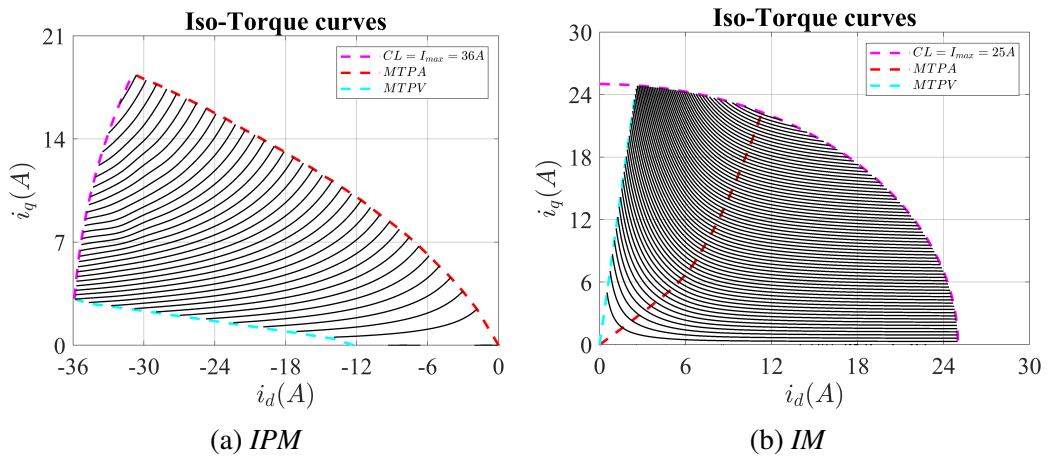 Iso-Torque curves
21
14
7
0
i_q(A)
-36
-30
-24
-18
-12
-6
0
i_d(A)
CL = I_max = 36A
MTPA
MTPV
(a) IPM
Iso-Torque curves
30
24
18
12
6
0
i_q(A)
0
6
12
18
24
30
i_d(A)
CL = I_max = 25A
MTPA
MTPV
(b) IM